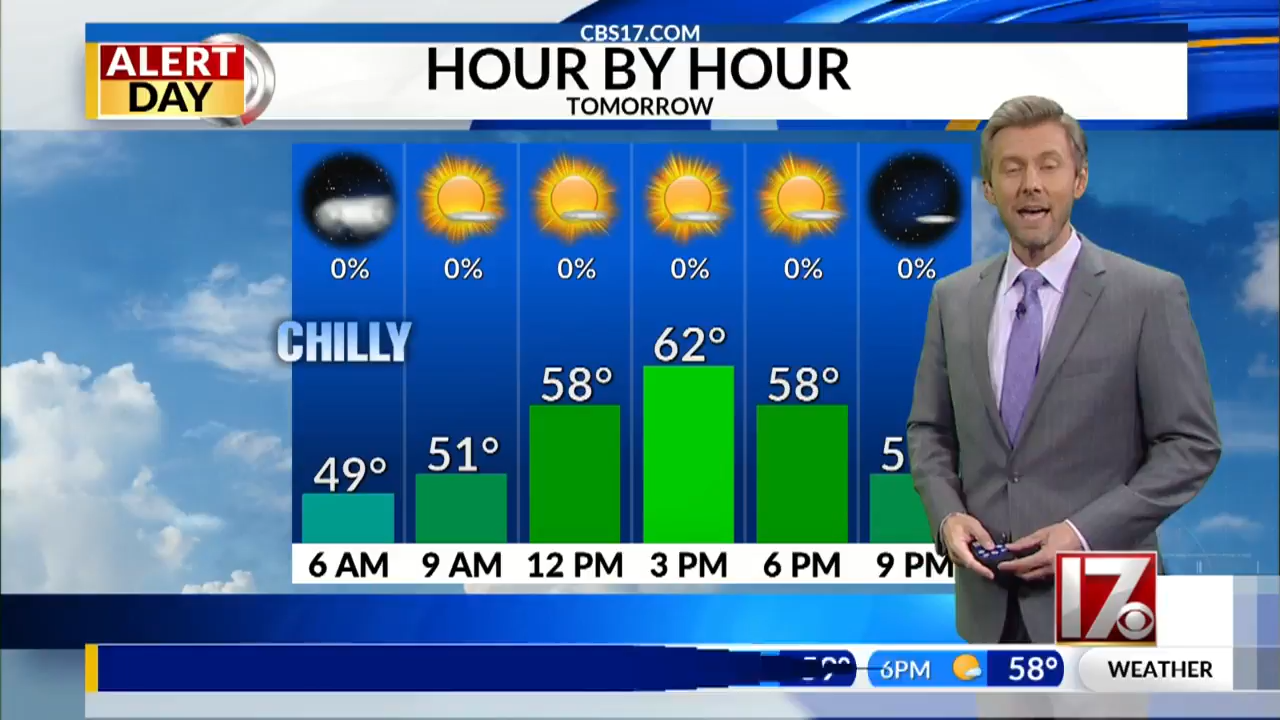 CBS17.COM
ALERT
DAY
HOUR BY HOUR
TOMORROW
0% 0% 0% 0% 0% 0%
CHILLY
49° 51° 58° 62° 58°
6 AM 9 AM 12 PM 3 PM 6 PM 9 PM
17
6PM 58° WEATHER